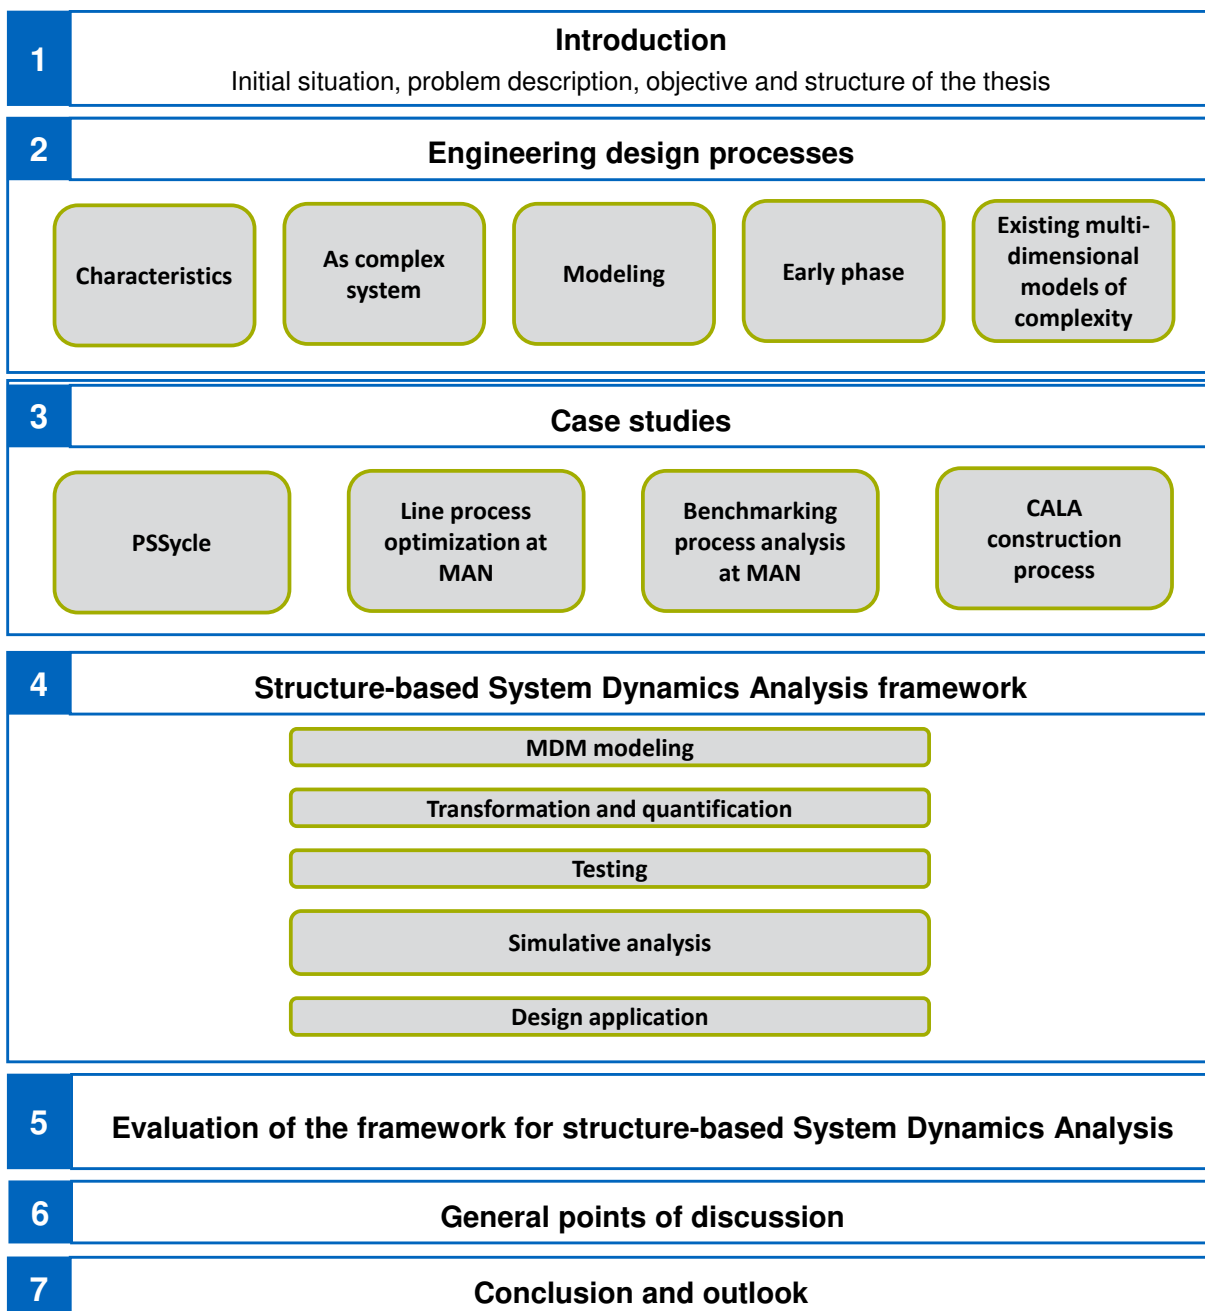 1
Introduction
Initial situation, problem description, objective and structure of the thesis
2
Engineering design processes
Characteristics
As complex
system
Modeling
Early phase
Existing multi-
dimensional
models of
complexity
3
Case studies
PSSycle
Line process
optimization at
MAN
Benchmarking
process analysis
at MAN
CALA
construction
process
4
Structure-based System Dynamics Analysis framework
MDM modeling
Transformation and quantification
Testing
Simulative analysis
Design application
5
Evaluation of the framework for structure-based System Dynamics Analysis
6
General points of discussion
7
Conclusion and outlook